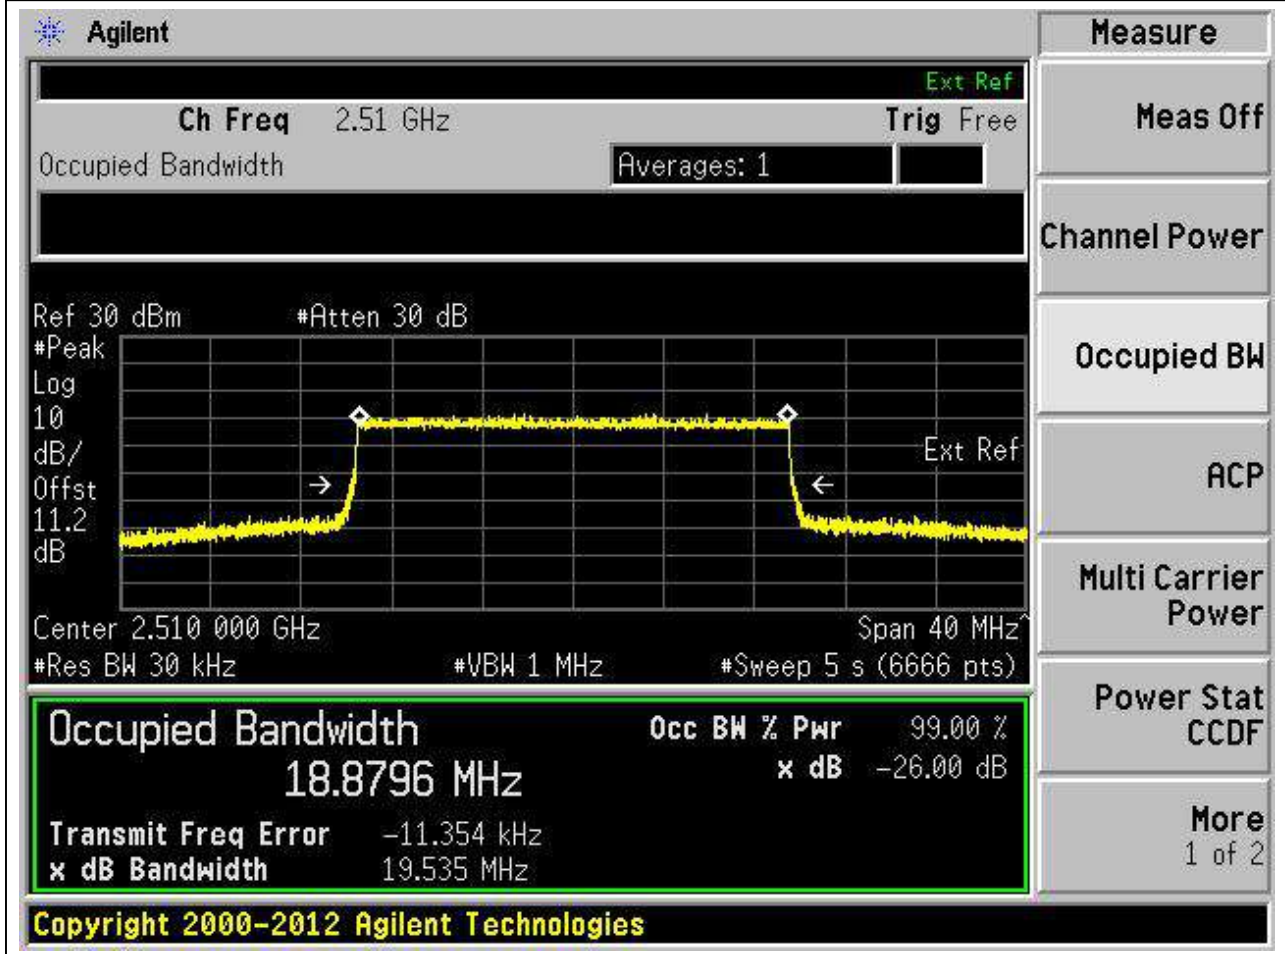 Agilent
Measure
Ext Ref
Ch Freq 2.51 GHz Trig Free
Meas Off
Occupied Bandwidth Averages: 1
Channel Power
Ref 30 dBm #Atten 30 dB
#Peak
Log
10
dB/
Offst
11.2
dB
Ext Ref
Occupied BW
ACP
Center 2.510 000 GHz Span 40 MHz^
#Res BW 30 kHz #VBW 1 MHz #Sweep 5 s (6666 pts)
Multi Carrier
Power
Occupied Bandwidth Occ BW % Pwr 99.00 %
18.8796 MHz x dB -26.00 dB
Power Stat
CCDF
Transmit Freq Error -11.354 kHz
x dB Bandwidth 19.535 MHz
More
1 of 2
Copyright 2000-2012 Agilent Technologies